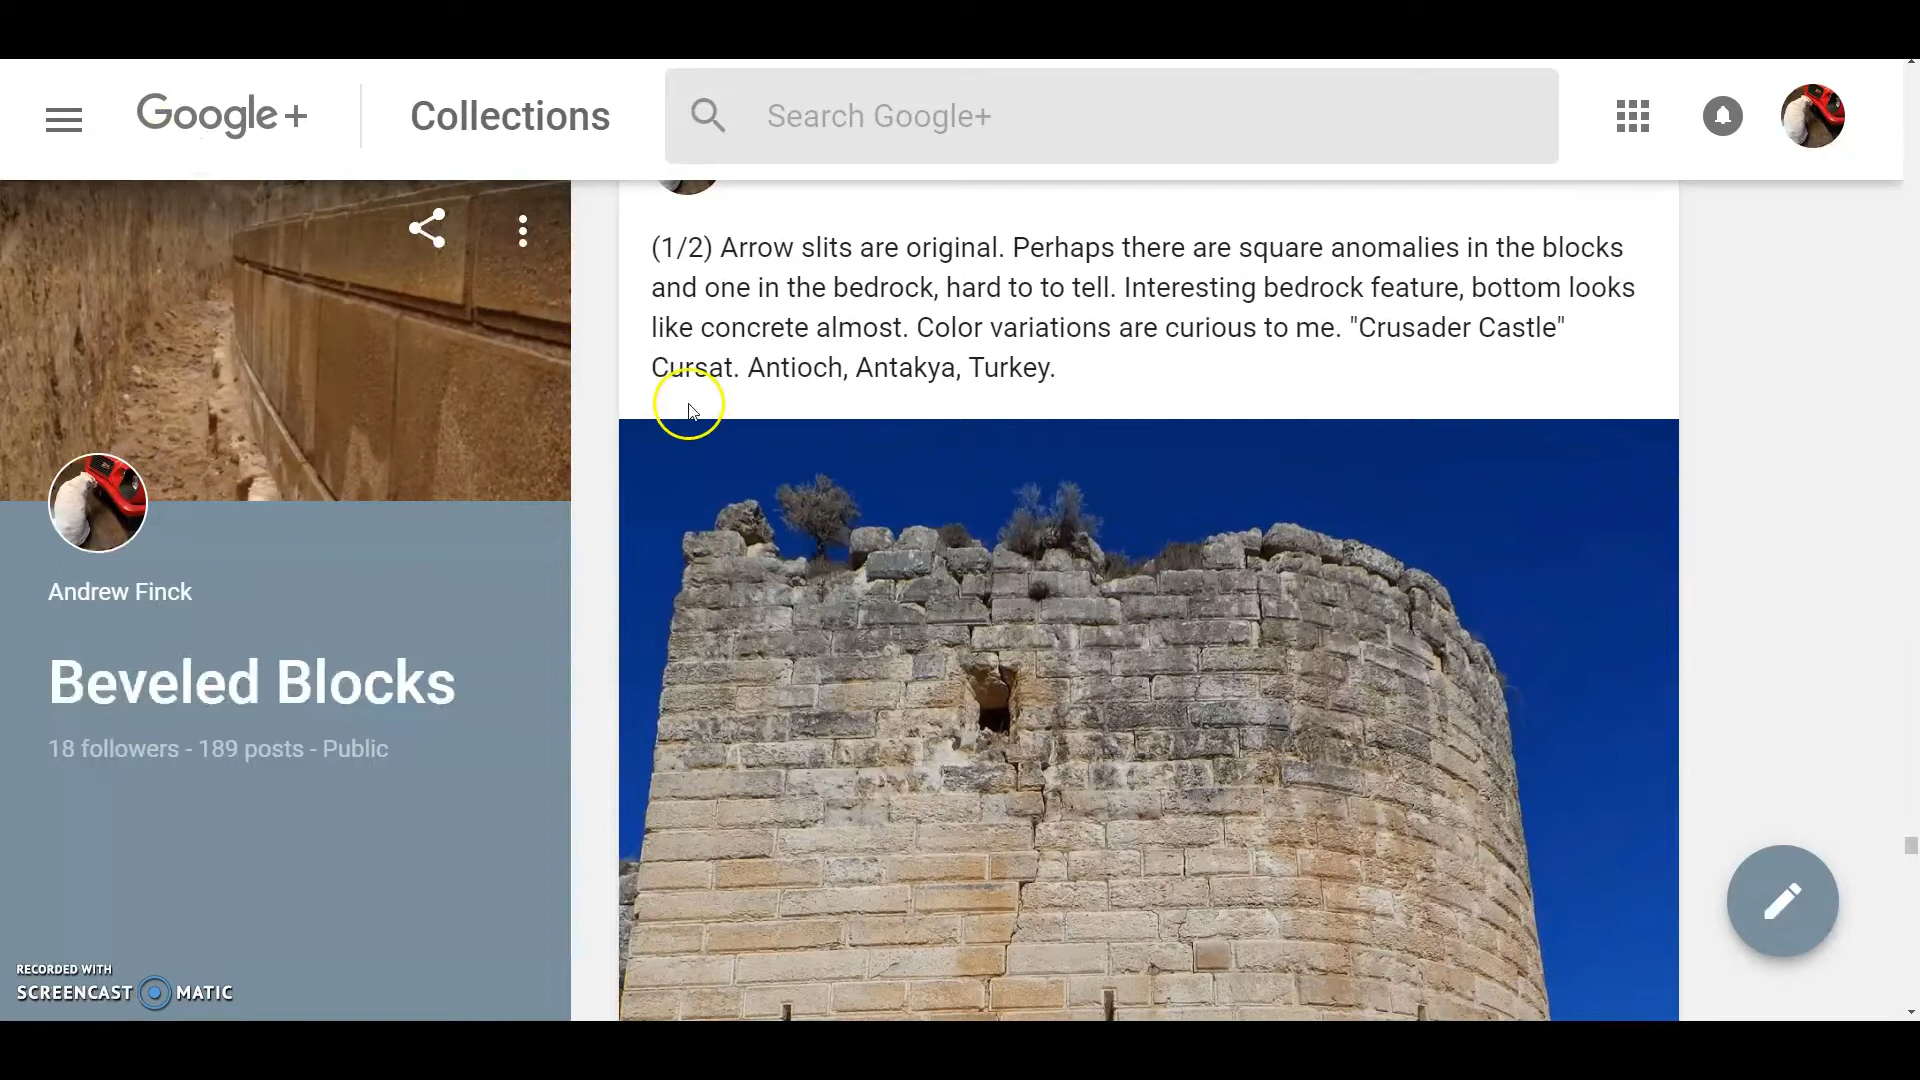 Google+
Collections
Search Google+
(1/2) Arrow slits are original. Perhaps there are square anomalies in the blocks
and one in the bedrock, hard to to tell. Interesting bedrock feature, bottom looks
like concrete almost. Color variations are curious to me. "Crusader Castle"
Cursat. Antioch, Antakya, Turkey.
Andrew Finck
Beveled Blocks
18 followers - 189 posts - Public
RECORDED WITH
SCREENCAST MATIC